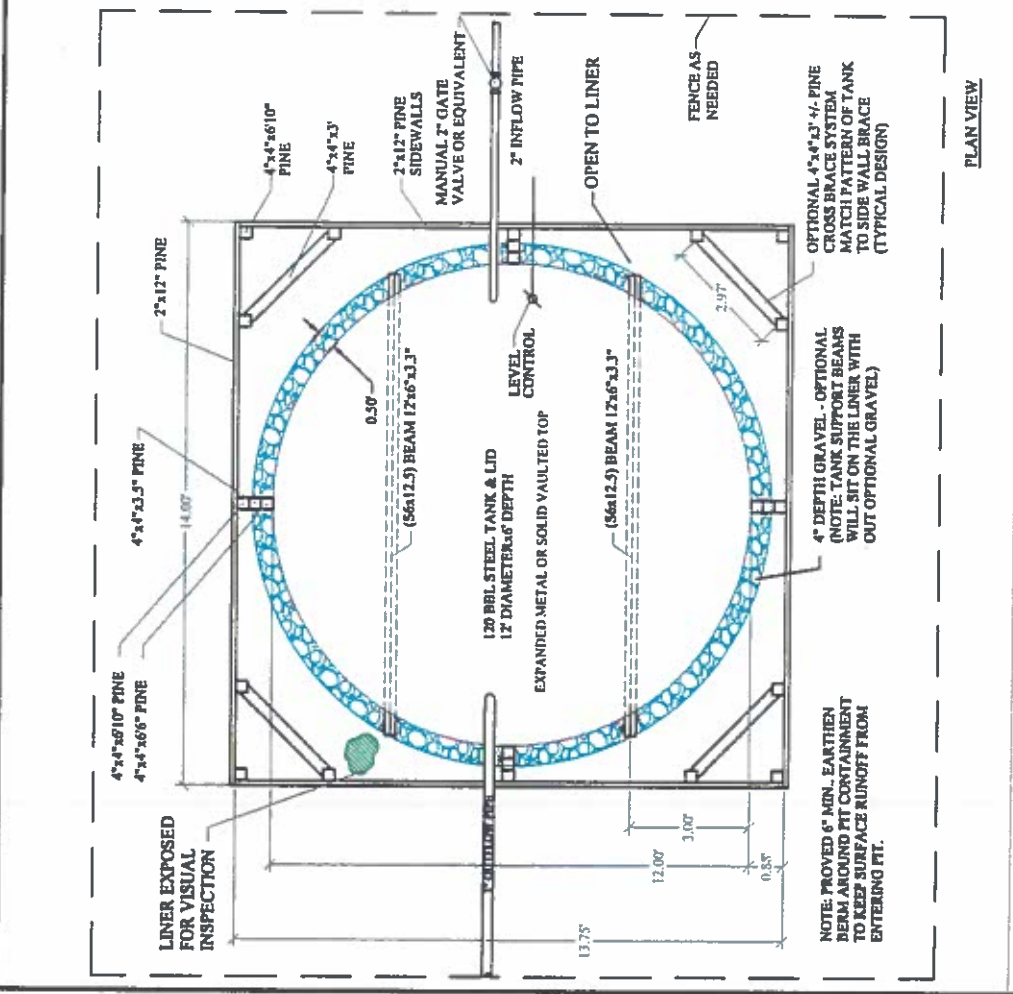 4"x4"x6'10" PINE
4"x4"x6'6" PINE
4"x4"x3.5" PINE
2"x12" PINE
4"x4"x6'10"
PINE
4"x4"x3'
PINE
2"x12" PINE
SIDEWALLS
MANUAL 2" GATE
VALVE OR EQUIVALENT
2" INFLOW PIPE
OPEN TO LINER
FENCE AS
NEEDED
LINER EXPOSED
FOR VISUAL
INSPECTION
14.00'
0.50'
(S6x12.5) BEAM 12'x6"x3.3"
LEVEL
CONTROL
120 BBL STEEL TANK & LID
12' DIAMETERx6' DEPTH
EXPANDED METAL OR SOLID VAULTED TOP
(S6x12.5) BEAM 12'x6"x3.3"
2.97'
3.00'
12.00'
13.75'
NOTE: PROVED 6" MIN., EARTHEN
BERM AROUND PIT CONTAINMENT
TO KEEP SURFACE RUNOFF FROM
ENTERING PIT.
4" DEPTH GRAVEL - OPTIONAL
(NOTE: TANK SUPPORT BEAMS
WILL SIT ON THE LINER WITH
OUT OPTIONAL GRAVEL)
OPTIONAL 4"x4"x3' +/- PINE
CROSS BRACE SYSTEM
MATCH PATTERN OF TANK
TO SIDE WALL BRACE
(TYPICAL DESIGN)
PLAN VIEW